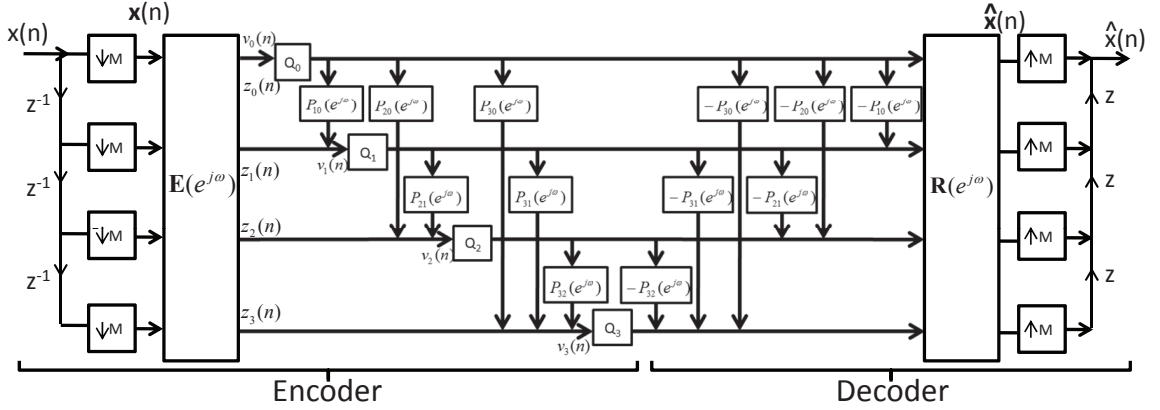 x(n)
x̂(n)
x(n)
x̂(n)
↓M
v₀(n)
Q₀
↑M
z₀(n)
z⁻¹
P₁₀(e^{jω})
P₂₀(e^{jω})
P₃₀(e^{jω})
−P₃₀(e^{jω})
−P₂₀(e^{jω})
−P₁₀(e^{jω})
z
↓M
Q₁
↑M
v₁(n)
z₁(n)
E(e^{jω})
R(e^{jω})
z⁻¹
P₂₁(e^{jω})
P₃₁(e^{jω})
−P₃₁(e^{jω})
−P₂₁(e^{jω})
z
z₂(n)
↓M
Q₂
↑M
v₂(n)
z⁻¹
P₃₂(e^{jω})
−P₃₂(e^{jω})
z
z₃(n)
↓M
Q₃
↑M
v₃(n)
Encoder
Decoder